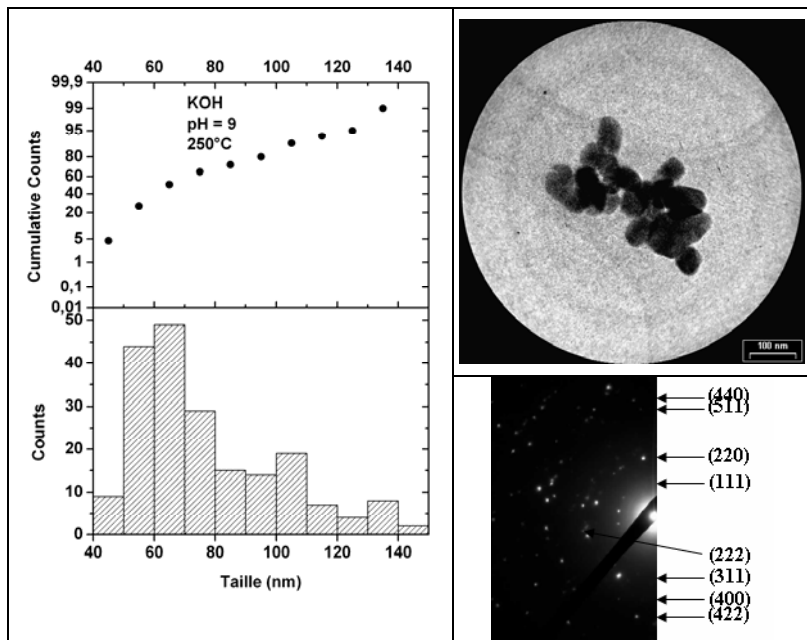 40 60 80 100 120 140
99,9
99
95
80
60
40
20
5
1
0,1
0,01
Cumulative Counts
KOH
pH = 9
250°C
50
40
30
20
10
0
Counts
40 60 80 100 120 140
Taille (nm)
100 nm
(440)
(511)
(220)
(111)
(222)
(311)
(400)
(422)